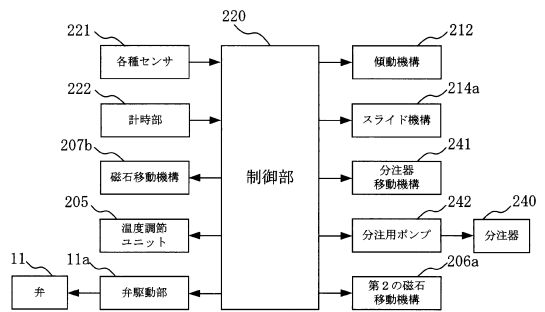 221
各種センサ
222
計時部
207b
磁石移動機構
205
温度調節
ユニット
11
弁
11a
弁駆動部
220
制御部
212
傾動機構
214a
スライド機構
241
分注器
移動機構
242
分注用ポンプ
240
分注器
206a
第2の磁石
移動機構